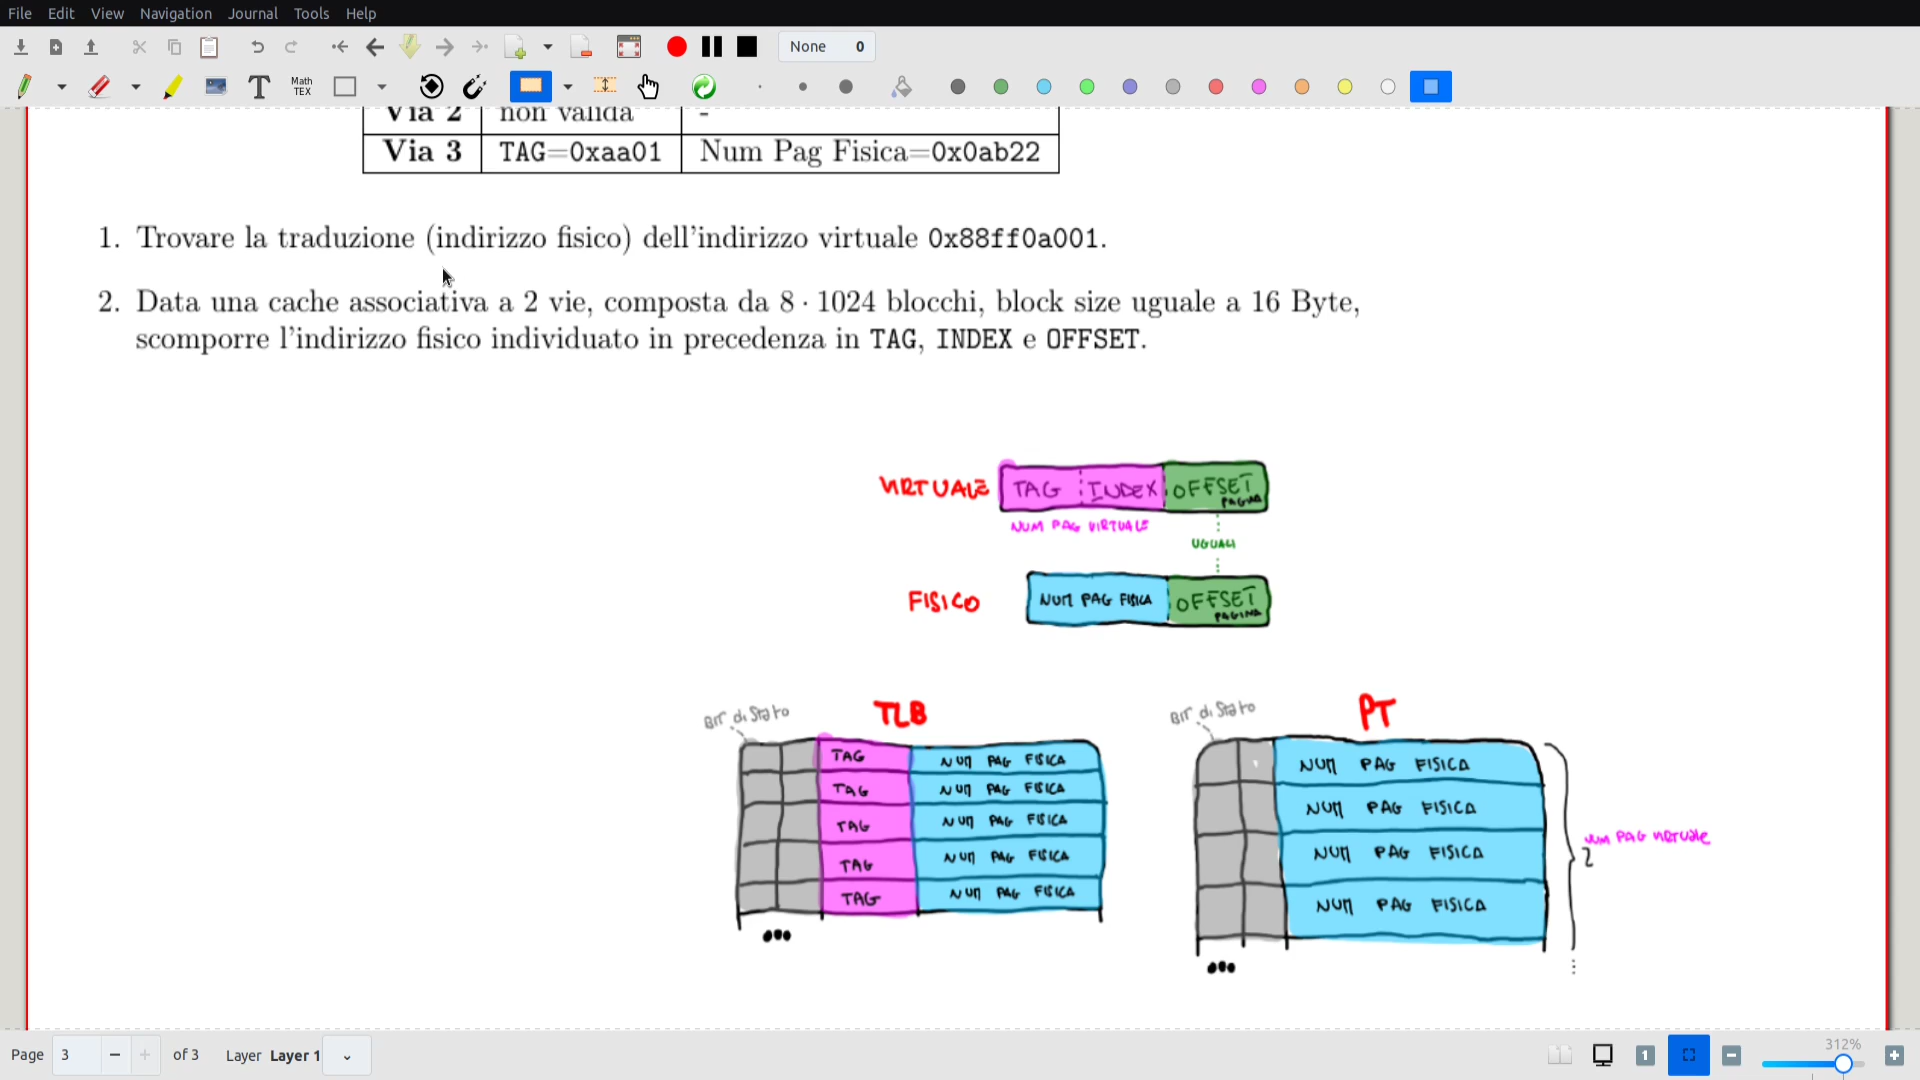 File Edit View Navigation Journal Tools Help
None 0
T Math TEX
Via 2 non valida -
Via 3 TAG=0xaa01 Num Pag Fisica=0x0ab22
1. Trovare la traduzione (indirizzo fisico) dell'indirizzo virtuale 0x88ff0a001.
2. Data una cache associativa a 2 vie, composta da 8 · 1024 blocchi, block size uguale a 16 Byte,
scomporre l'indirizzo fisico individuato in precedenza in TAG, INDEX e OFFSET.
VIRTUALE TAG INDEX OFFSET PAGINA
NUM PAG VIRTUALE
UGUALI
FISICO NUM PAG FISICA OFFSET PAGINA
BIT di Stato TLB BIT di Stato PT
TAG NUM PAG FISICA NUM PAG FISICA
TAG NUM PAG FISICA NUM PAG FISICA
TAG NUM PAG FISICA NUM PAG FISICA
TAG NUM PAG FISICA NUM PAG FISICA
TAG NUM PAG FISICA
2 NUM PAG VIRTUALE
Page 3 of 3 Layer Layer 1 1 312%